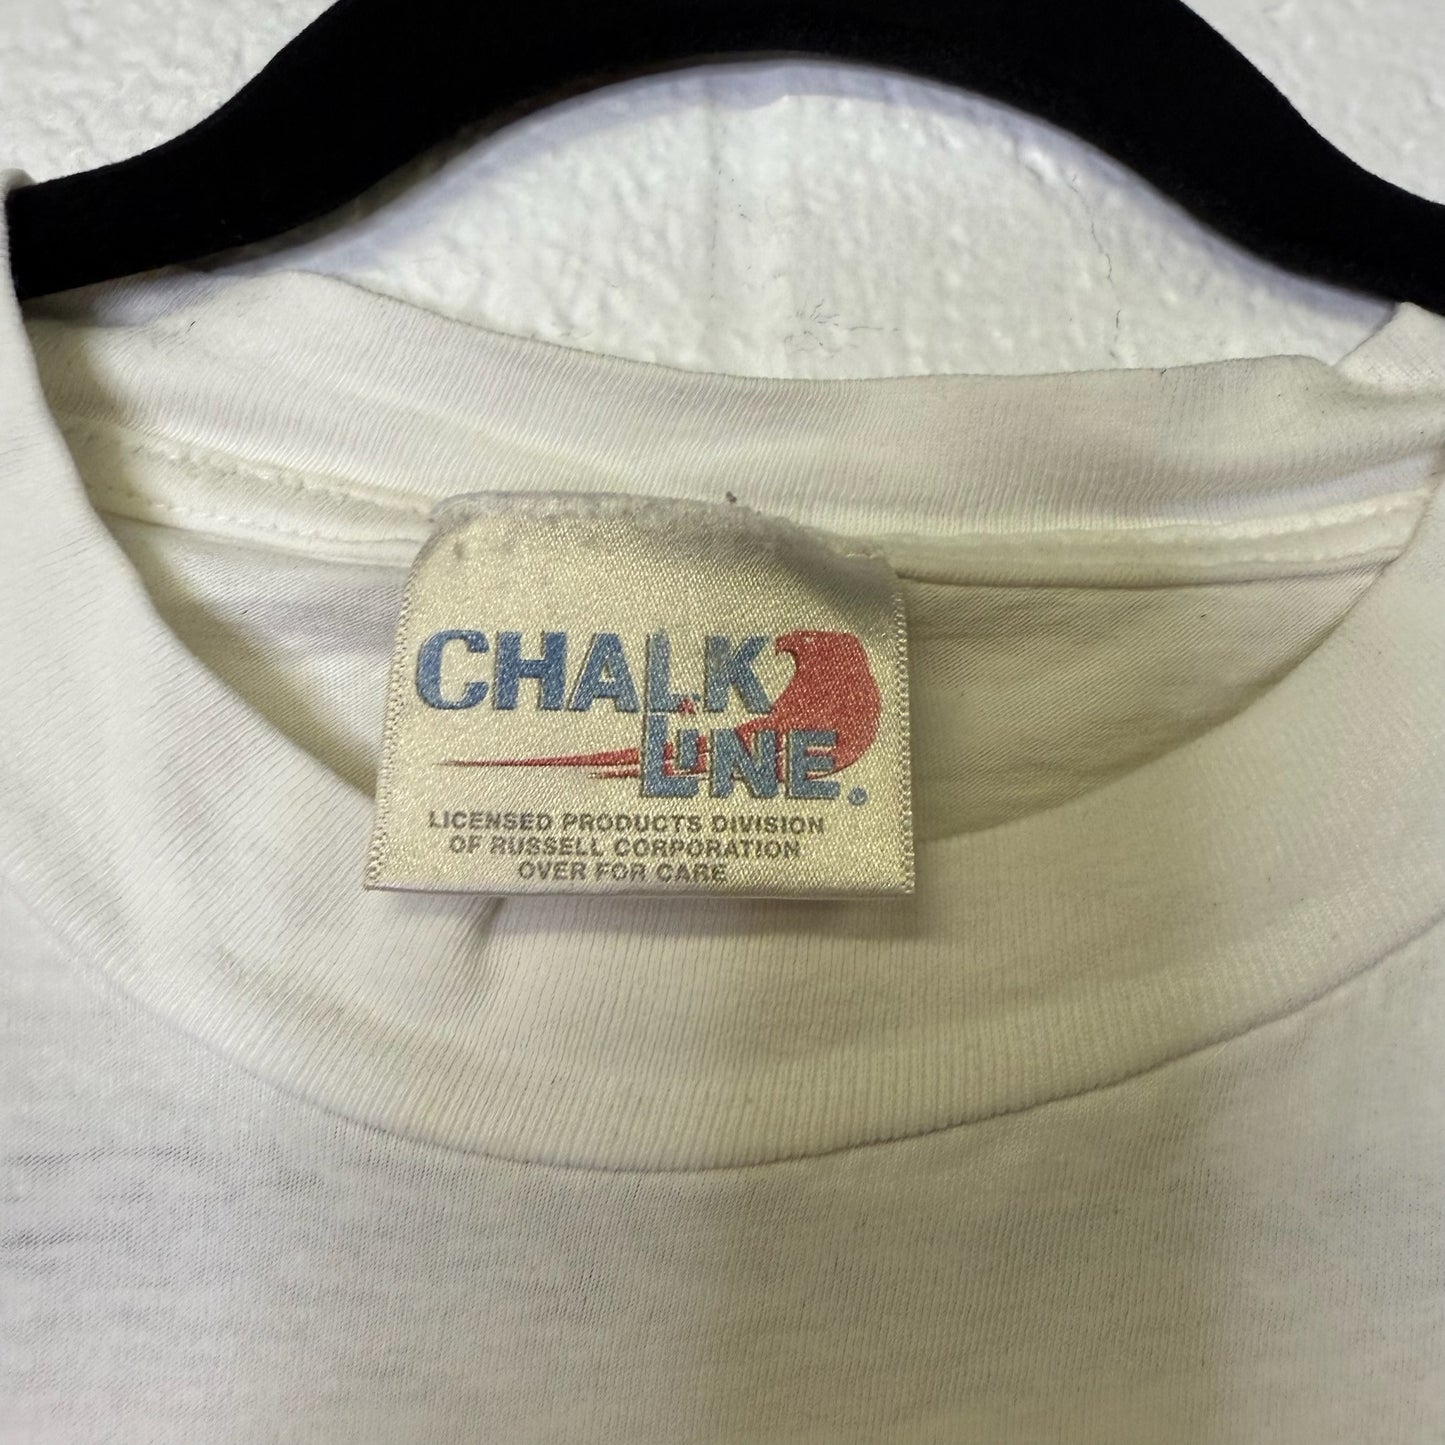 CHALK
LINE®
LICENSED PRODUCTS DIVISION
OF RUSSELL CORPORATION
OVER FOR CARE